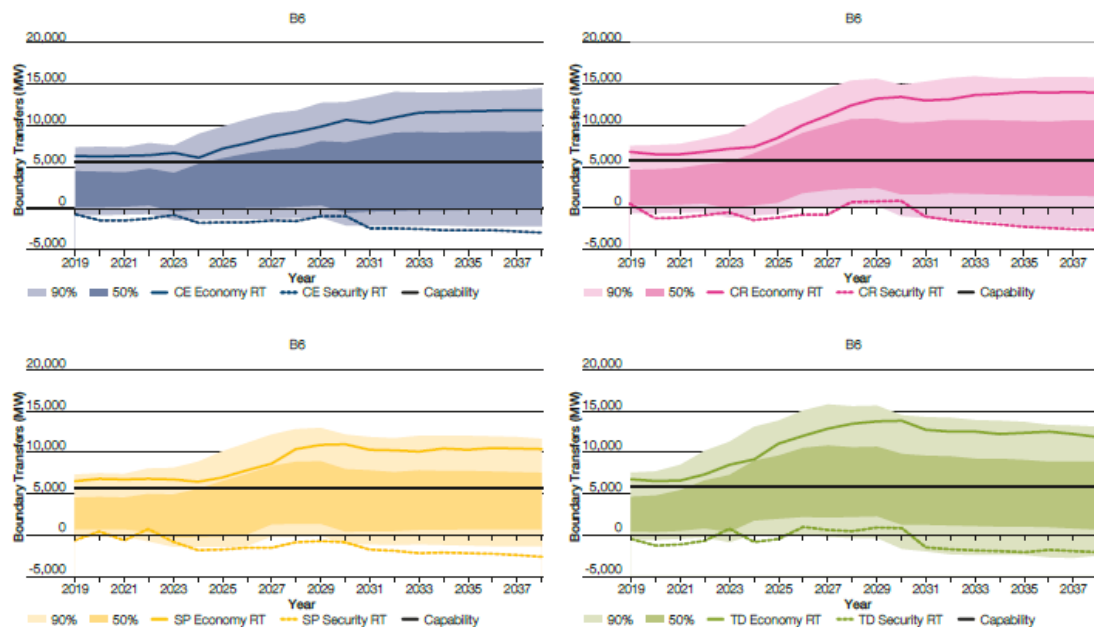 B6
20,000
15,000
10,000
5,000
0
-5,000
Boundary Transfers (MW)
2019 2021 2023 2025 2027 2029 2031 2033 2035 2037
Year
90% 50% CE Economy RT CE Security RT Capability
B6
20,000
15,000
10,000
5,000
0
-5,000
Boundary Transfers (MW)
2019 2021 2023 2025 2027 2029 2031 2033 2035 2037
Year
90% 50% CR Economy RT CR Security RT Capability
B6
20,000
15,000
10,000
5,000
0
-5,000
Boundary Transfers (MW)
2019 2021 2023 2025 2027 2029 2031 2033 2035 2037
Year
90% 50% SP Economy RT SP Security RT Capability
B6
20,000
15,000
10,000
5,000
0
-5,000
Boundary Transfers (MW)
2019 2021 2023 2025 2027 2029 2031 2033 2035 2037
Year
90% 50% TD Economy RT TD Security RT Capability